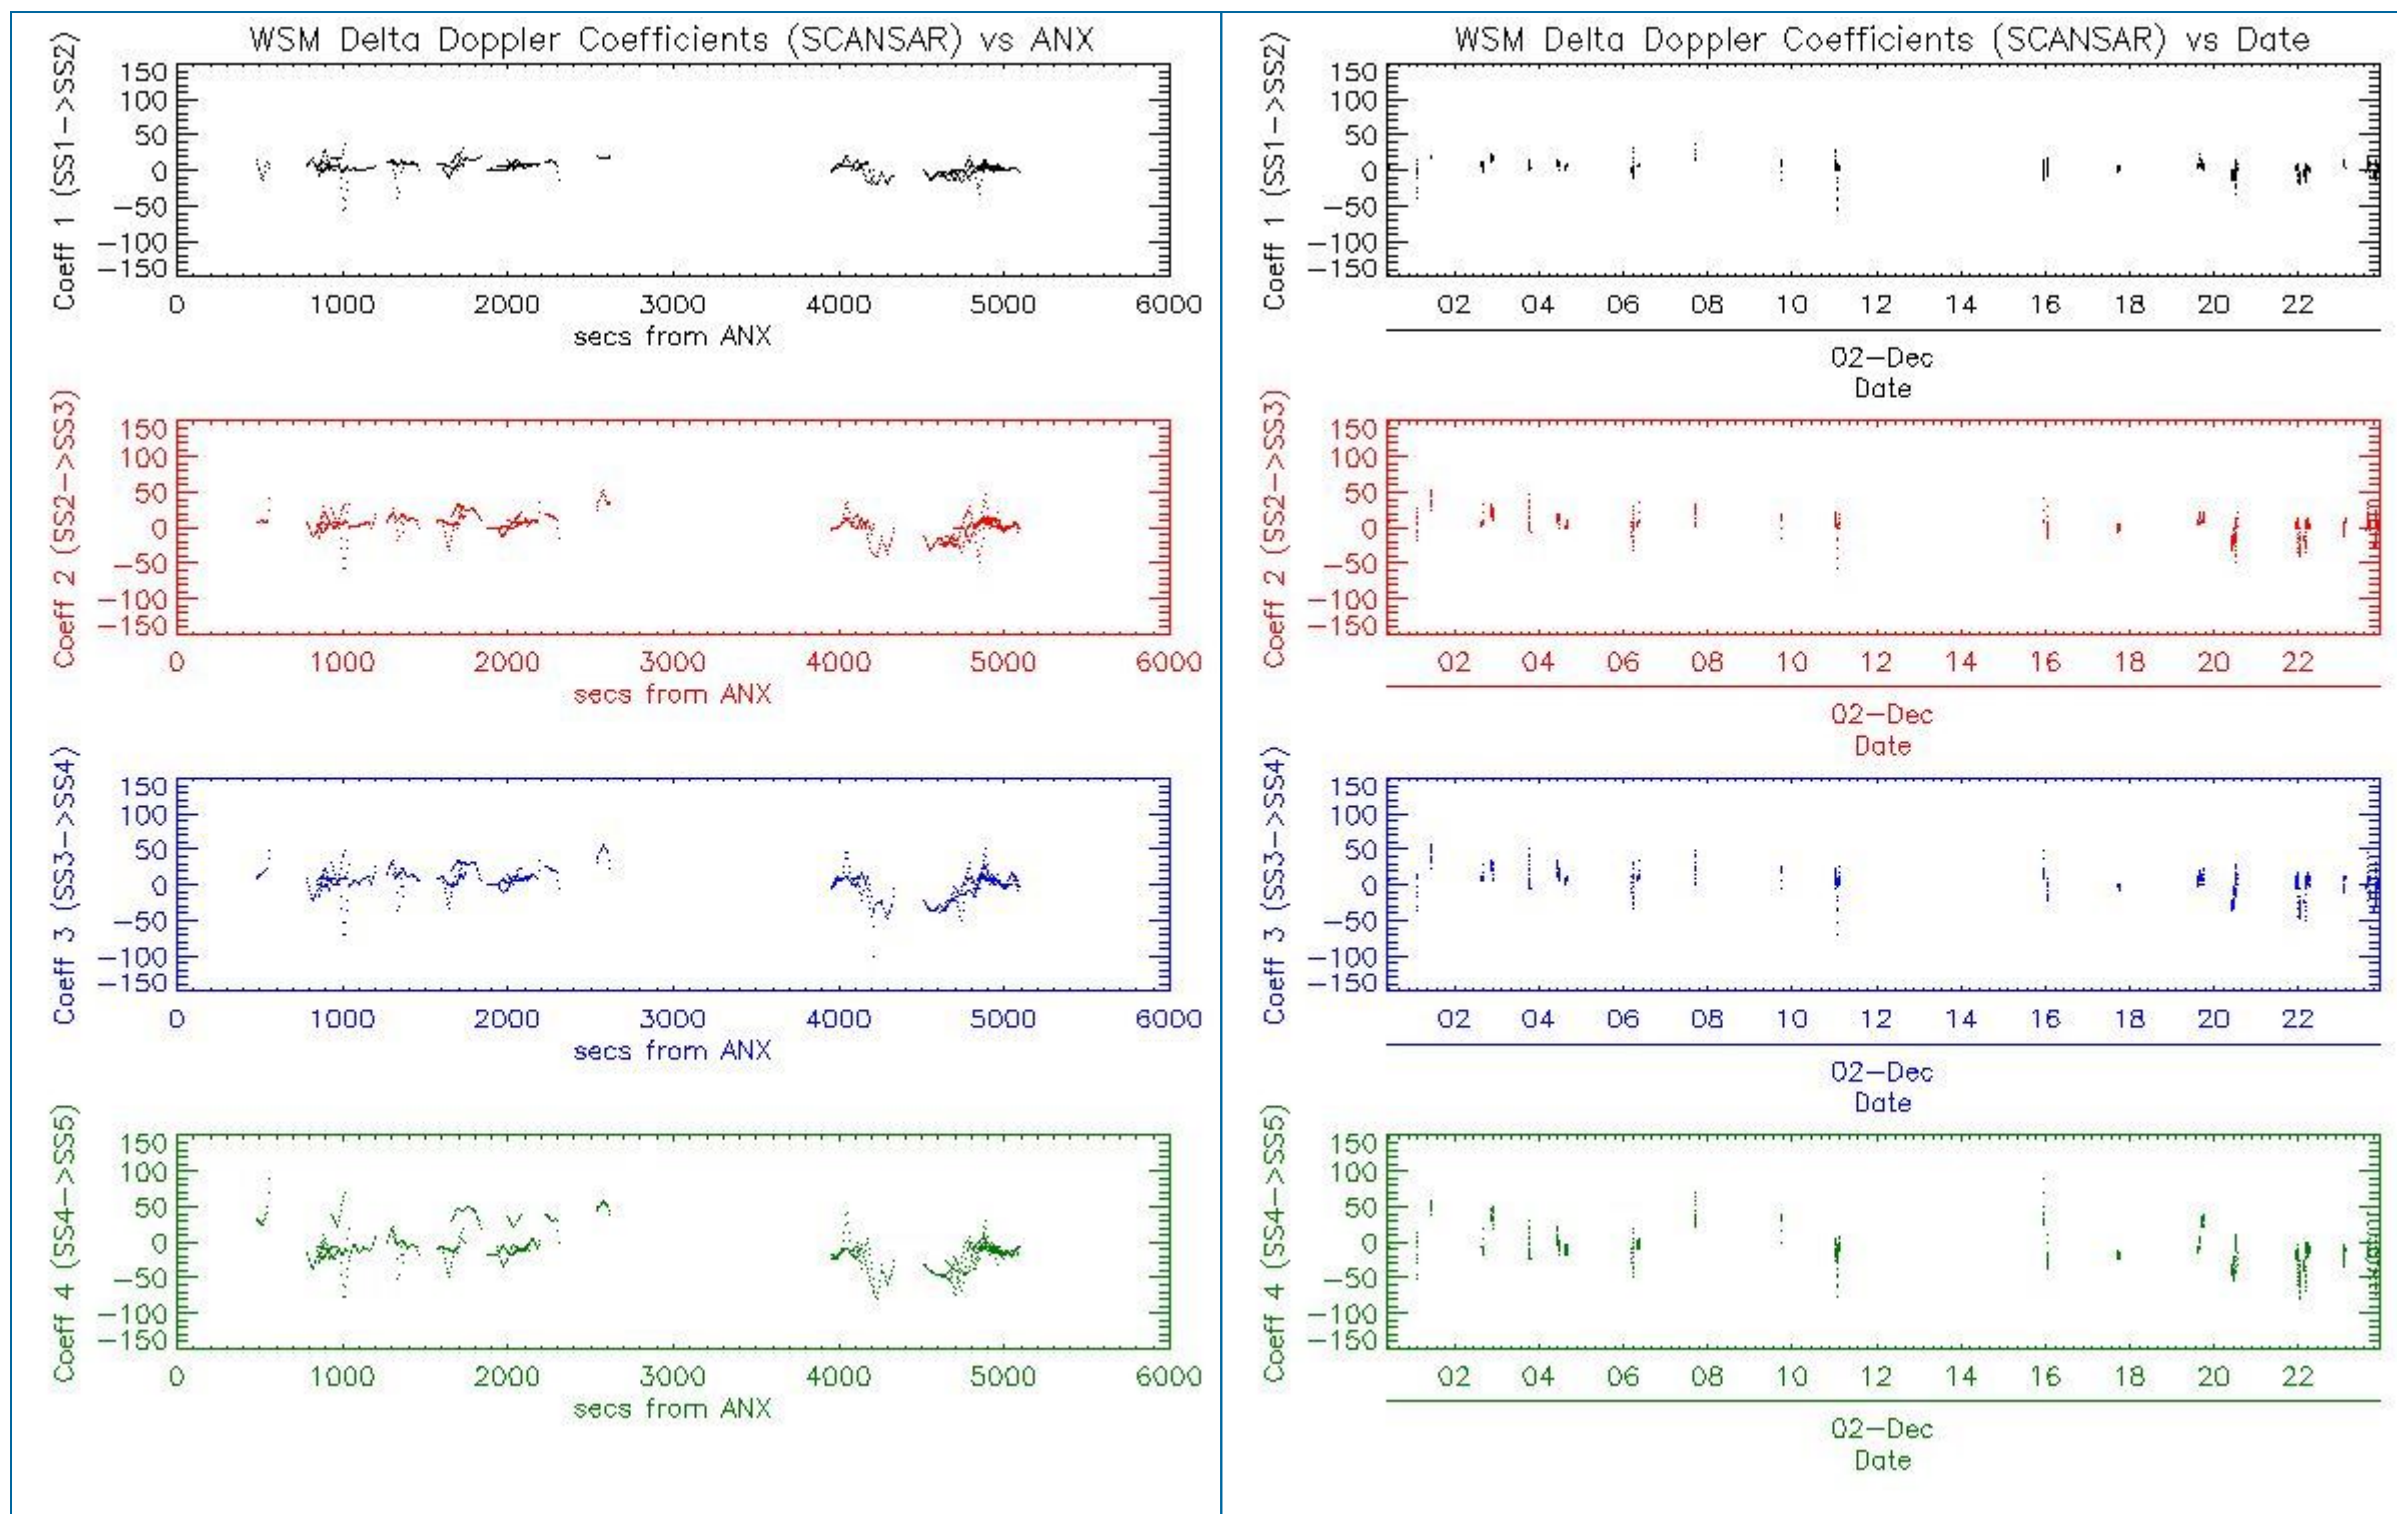 WSM Delta Doppler Coefficients (SCANSAR) vs ANX
Coeff 1 (SS1->SS2)
150
100
50
0
-50
-100
-150
0 1000 2000 3000 4000 5000 6000
secs from ANX
Coeff 2 (SS2->SS3)
150
100
50
0
-50
-100
-150
0 1000 2000 3000 4000 5000 6000
secs from ANX
Coeff 3 (SS3->SS4)
150
100
50
0
-50
-100
-150
0 1000 2000 3000 4000 5000 6000
secs from ANX
Coeff 4 (SS4->SS5)
150
100
50
0
-50
-100
-150
0 1000 2000 3000 4000 5000 6000
secs from ANX
WSM Delta Doppler Coefficients (SCANSAR) vs Date
Coeff 1 (SS1->SS2)
150
100
50
0
-50
-100
-150
02 04 06 08 10 12 14 16 18 20 22
02-Dec
Date
Coeff 2 (SS2->SS3)
150
100
50
0
-50
-100
-150
02 04 06 08 10 12 14 16 18 20 22
02-Dec
Date
Coeff 3 (SS3->SS4)
150
100
50
0
-50
-100
-150
02 04 06 08 10 12 14 16 18 20 22
02-Dec
Date
Coeff 4 (SS4->SS5)
150
100
50
0
-50
-100
-150
02 04 06 08 10 12 14 16 18 20 22
02-Dec
Date